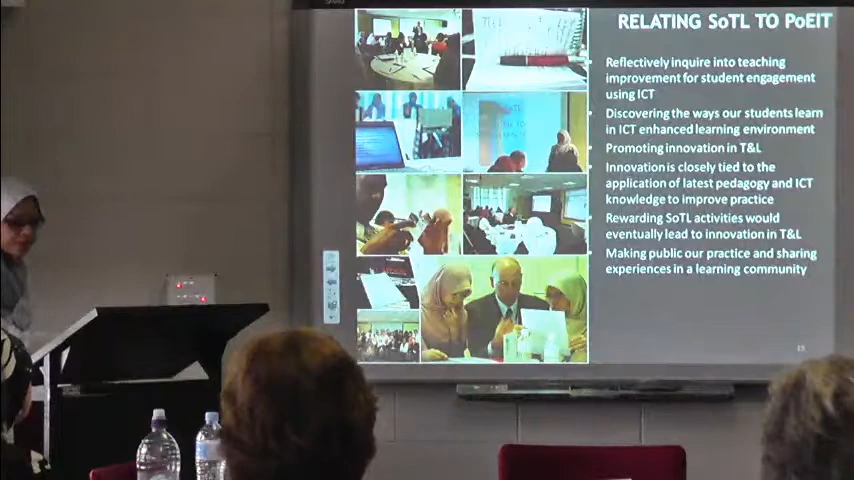 RELATING SoTL TO PoEIT
Reflectively inquire into teaching
improvement for student engagement
using ICT
Discovering the ways our students learn
in ICT enhanced learning environment
Promoting innovation in T&L
Innovation is closely tied to the
application of latest pedagogy and ICT
knowledge to improve practice
Rewarding SoTL activities would
eventually lead to innovation in T&L
Making public our practice and sharing
experiences in a learning community
15